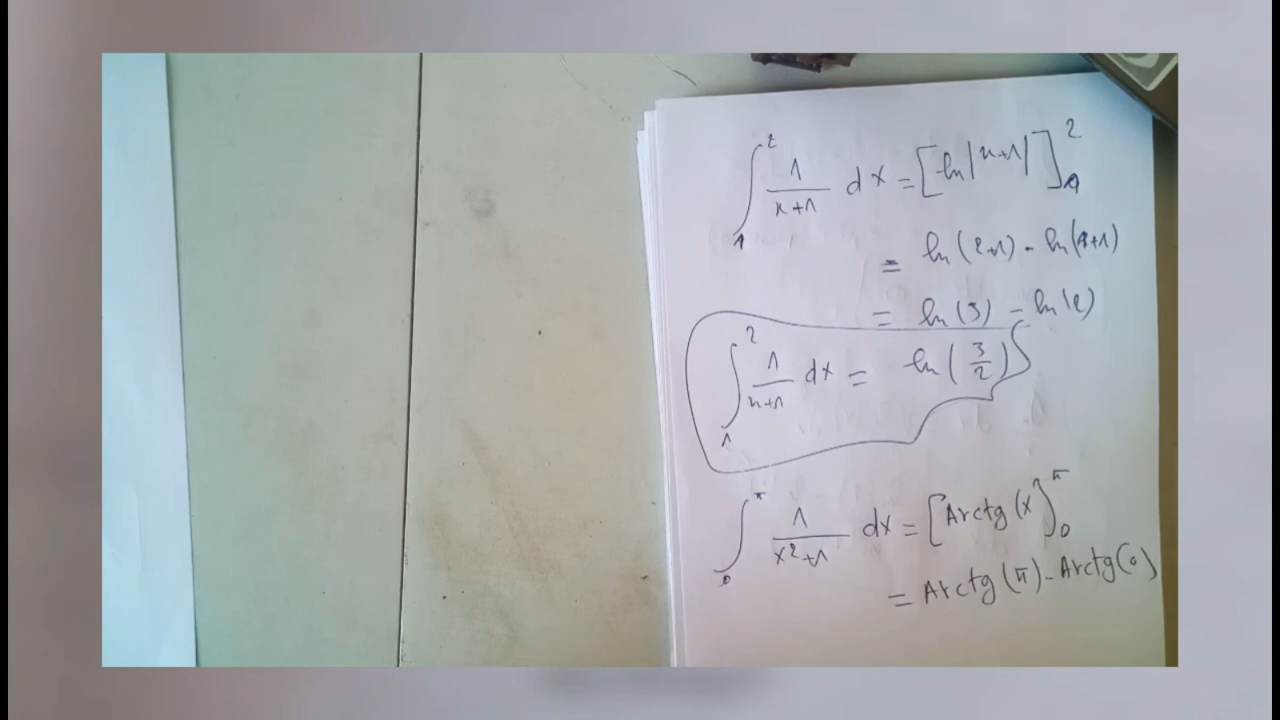 ∫₁² 1/(x+1) dx = [ln|x+1|]₁²
= ln(2+1) - ln(1+1)
= ln(3) - ln(2)
∫₁² 1/(x+1) dx = ln(3/2)
∫₀^π 1/(x²+1) dx = [Arctg(x)]₀^π
= Arctg(π) - Arctg(0)